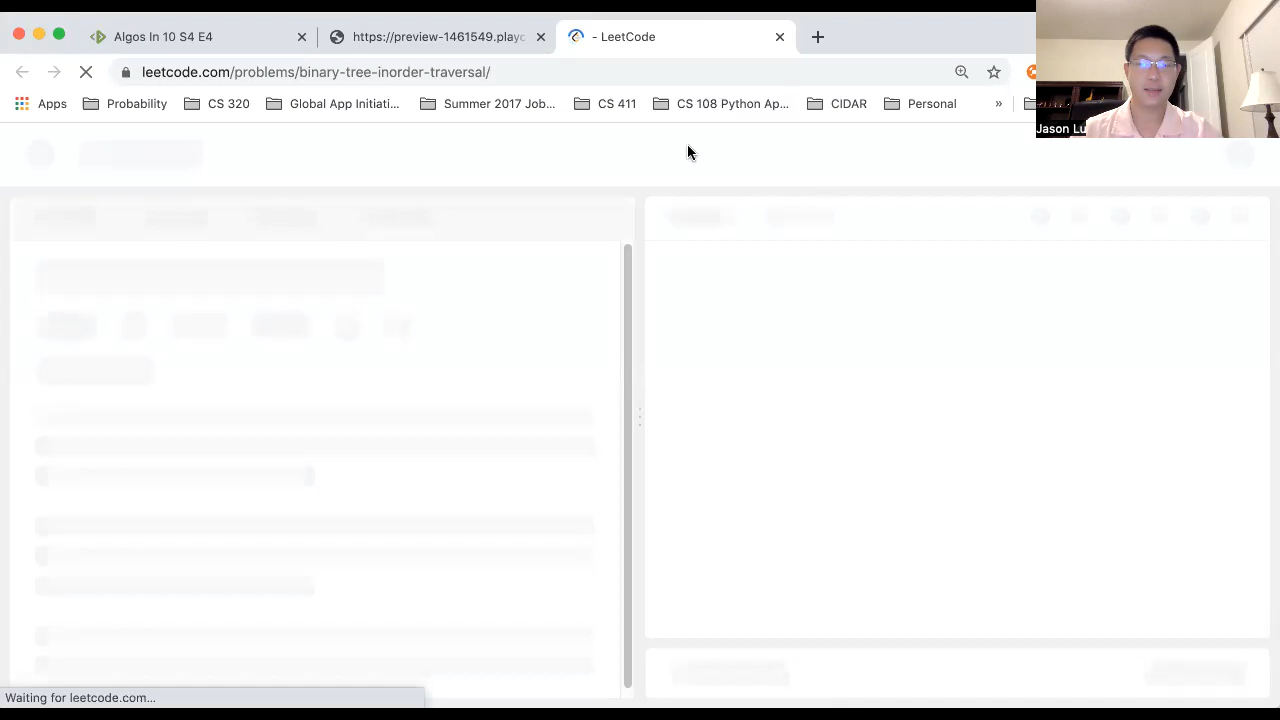 Algos In 10 S4 E4
https://preview-1461549.playc
- LeetCode
leetcode.com/problems/binary-tree-inorder-traversal/
Apps
Probability
CS 320
Global App Initiati...
Summer 2017 Job...
CS 411
CS 108 Python Ap...
CIDAR
Personal
»
Jason Lu
Waiting for leetcode.com...